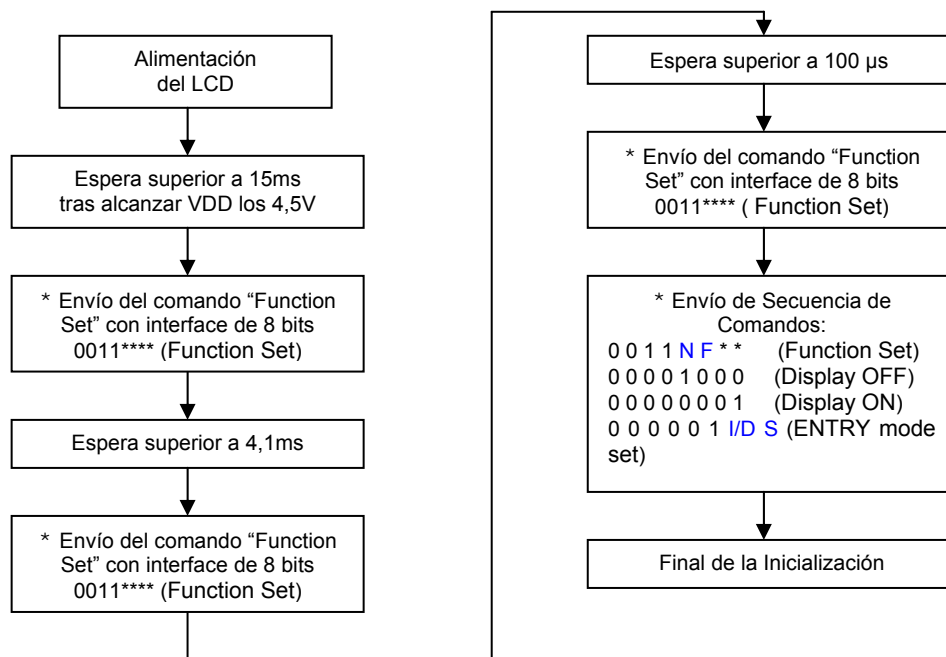 Alimentación
del LCD
Espera superior a 15ms
tras alcanzar VDD los 4,5V
* Envío del comando “Function
Set” con interface de 8 bits
0011**** (Function Set)
Espera superior a 4,1ms
* Envío del comando “Function
Set” con interface de 8 bits
0011**** (Function Set)
Espera superior a 100 µs
* Envío del comando “Function
Set” con interface de 8 bits
0011**** ( Function Set)
* Envío de Secuencia de
Comandos:
0 0 1 1 N F * * (Function Set)
0 0 0 0 1 0 0 0 (Display OFF)
0 0 0 0 0 0 0 1 (Display ON)
0 0 0 0 0 1 I/D S (ENTRY mode
set)
Final de la Inicialización